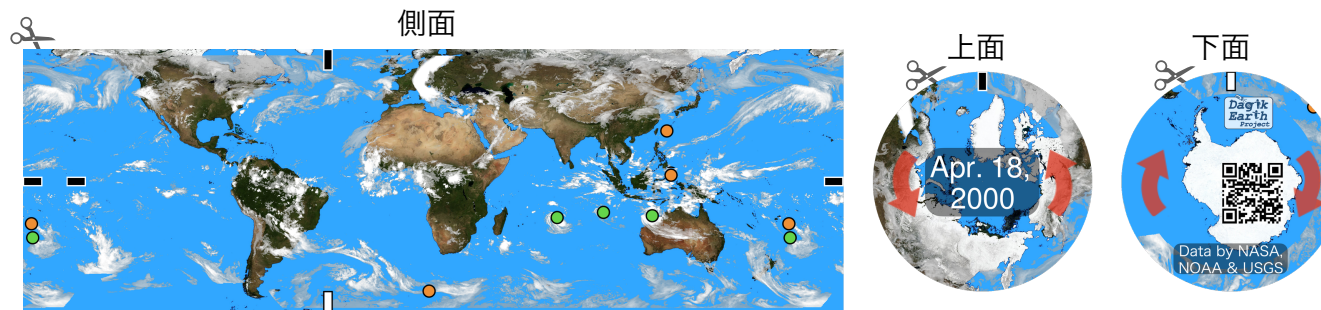 側面
上面
Apr. 18,
2000
下面
Dagik
Earth
Project
Data by NASA,
NOAA & USGS